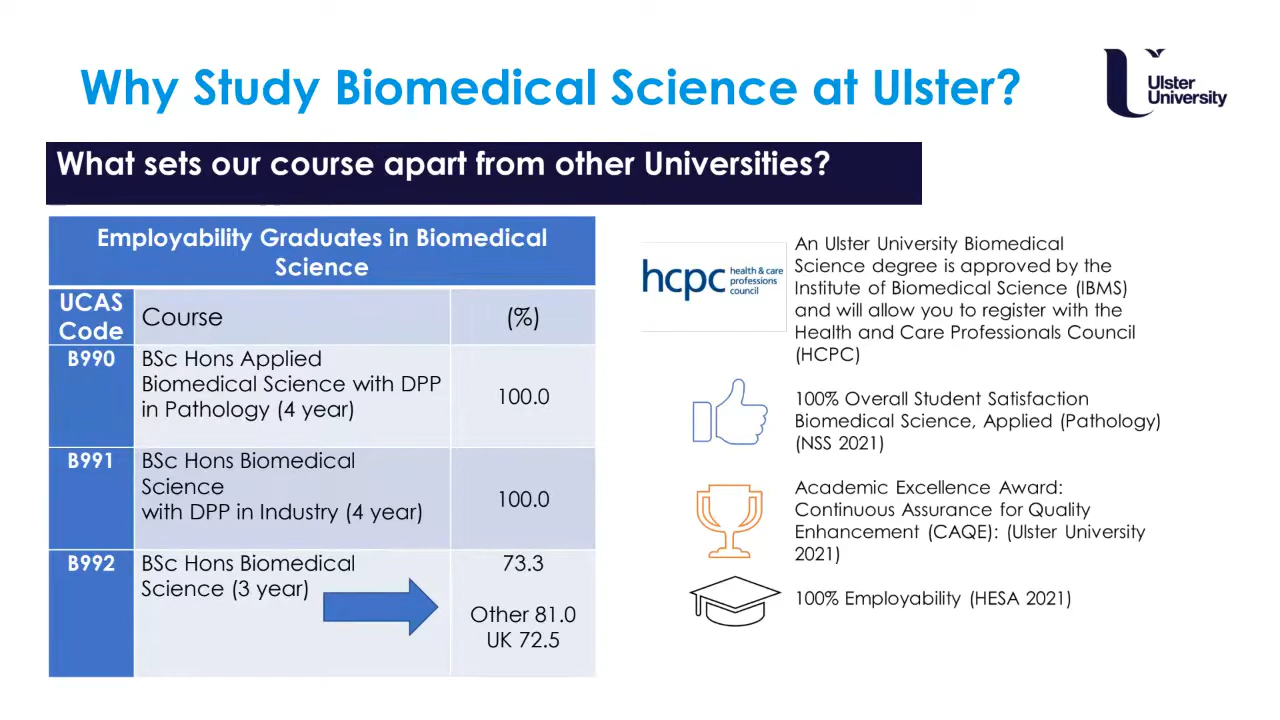 Why Study Biomedical Science at Ulster?
Ulster
University
What sets our course apart from other Universities?
Employability Graduates in Biomedical
Science
UCAS
Code
Course
(%)
B990
BSc Hons Applied
Biomedical Science with DPP
in Pathology (4 year)
100.0
B991
BSc Hons Biomedical
Science
with DPP in Industry (4 year)
100.0
B992
BSc Hons Biomedical
Science (3 year)
73.3
Other 81.0
UK 72.5
hcpc
health & care
professions
council
An Ulster University Biomedical
Science degree is approved by the
Institute of Biomedical Science (IBMS)
and will allow you to register with the
Health and Care Professionals Council
(HCPC)
100% Overall Student Satisfaction
Biomedical Science, Applied (Pathology)
(NSS 2021)
Academic Excellence Award:
Continuous Assurance for Quality
Enhancement (CAQE): (Ulster University
2021)
100% Employability (HESA 2021)